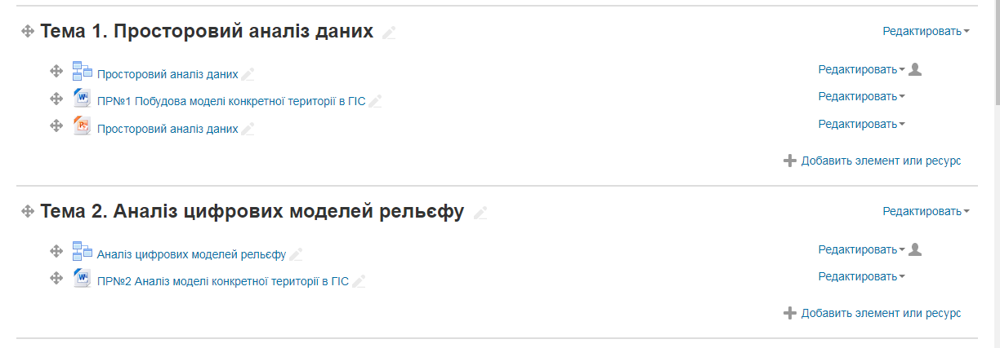 Тема 1. Просторовий аналіз даних Редактировать
Просторовий аналіз даних Редактировать
ПР№1 Побудова моделі конкретної території в ГІС Редактировать
Просторовий аналіз даних Редактировать
Добавить элемент или ресурс
Тема 2. Аналіз цифрових моделей рельєфу Редактировать
Аналіз цифрових моделей рельєфу Редактировать
ПР№2 Аналіз моделі конкретної території в ГІС Редактировать
Добавить элемент или ресурс